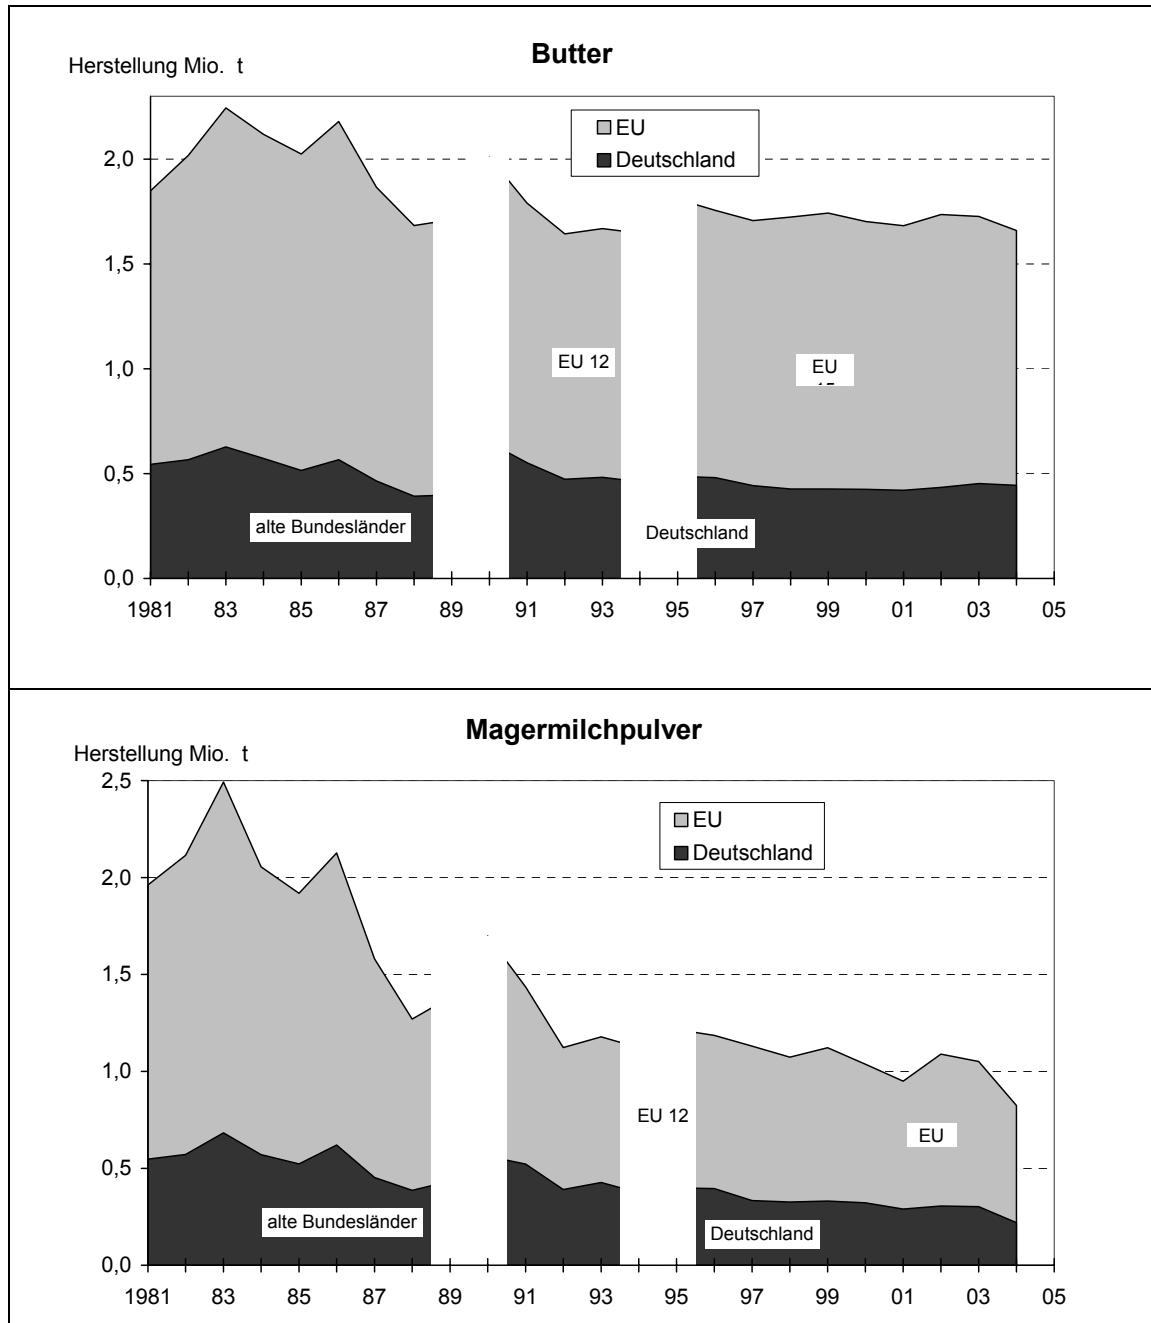 Butter
Herstellung Mio. t
EU
Deutschland
2,0
1,5
1,0
0,5
0,0
EU 12
EU
alte Bundesländer
Deutschland
1981 83 85 87 89 91 93 95 97 99 01 03 05
Magermilchpulver
Herstellung Mio. t
2,5
2,0
1,5
1,0
0,5
0,0
EU
Deutschland
EU 12
EU
alte Bundesländer
Deutschland
1981 83 85 87 89 91 93 95 97 99 01 03 05